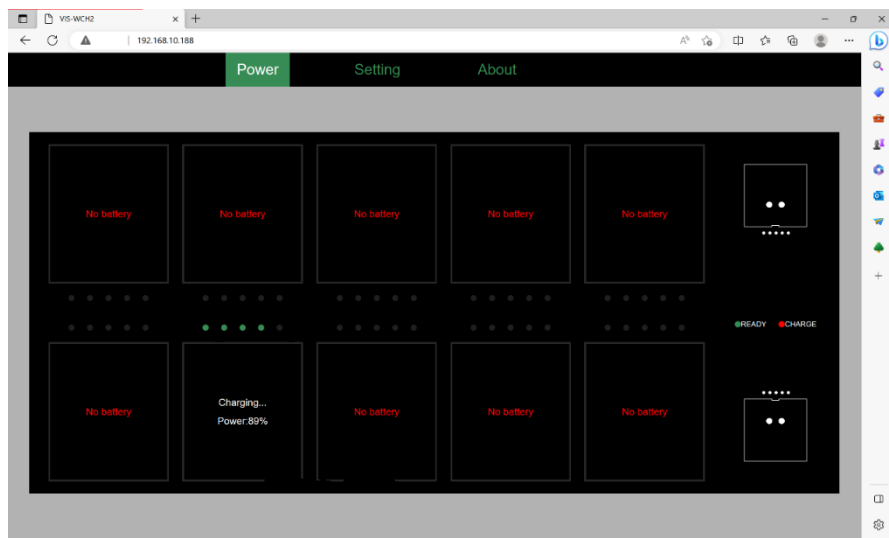 VIS-WCH2
192.168.10.188
Power Setting About
No battery No battery No battery No battery No battery
READY CHARGE
No battery Charging... No battery No battery No battery
Power:89%